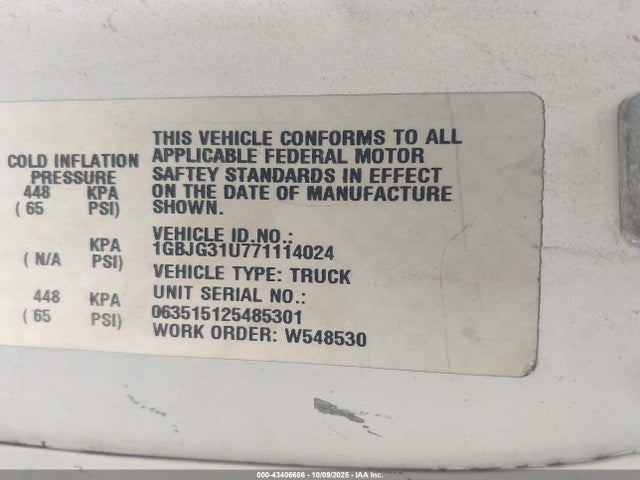 COLD INFLATION
PRESSURE
448 KPA
( 65 PSI)
KPA
( N/A PSI)
448 KPA
( 65 PSI)
THIS VEHICLE CONFORMS TO ALL
APPLICABLE FEDERAL MOTOR
SAFTEY STANDARDS IN EFFECT
ON THE DATE OF MANUFACTURE
SHOWN.
VEHICLE ID.NO.:
1GBJG31U771114024
VEHICLE TYPE: TRUCK
UNIT SERIAL NO.:
063515125485301
WORK ORDER: W548530
000-43406686 - 10/09/2025 - IAA Inc.